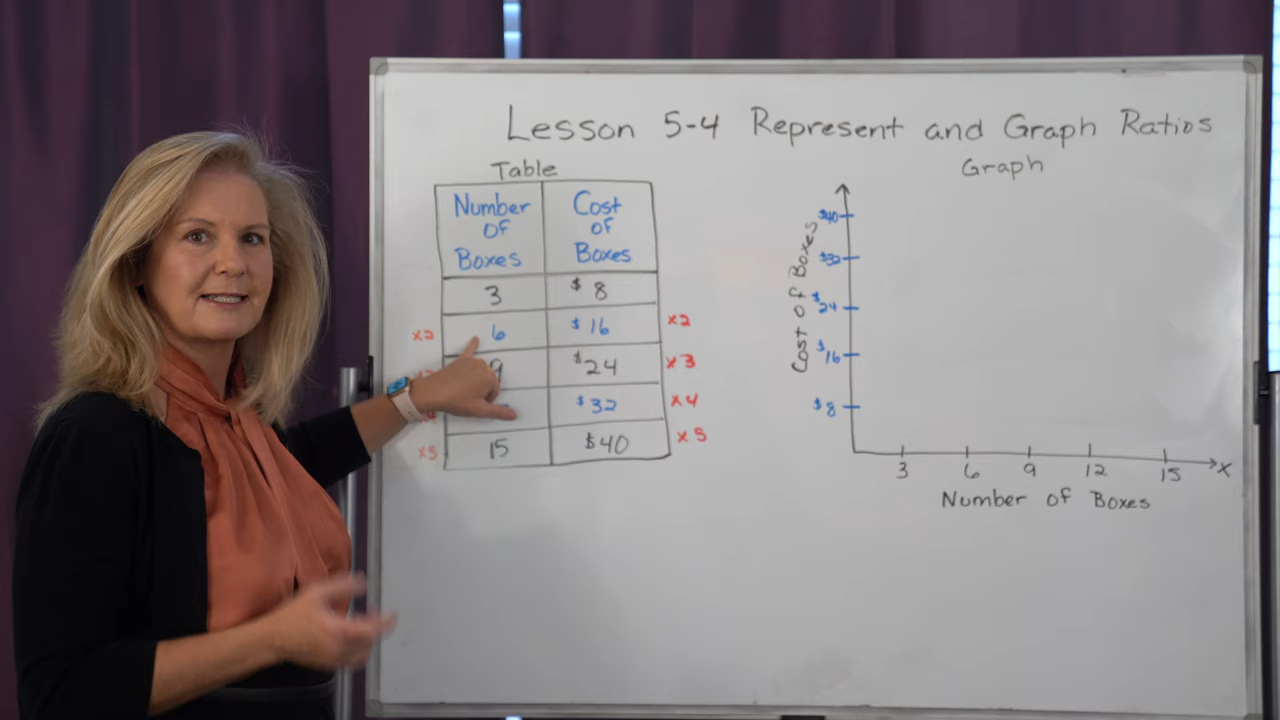 Lesson 5-4 Represent and Graph Ratios
Table
Number of Boxes
Cost of Boxes
3 $8
x2 6 $16 x2
9 $24 x3
$32 x4
x5 15 $40 x5
Graph
Cost of Boxes
$40
$32
$24
$16
$8
3 6 9 12 15 X
Number of Boxes